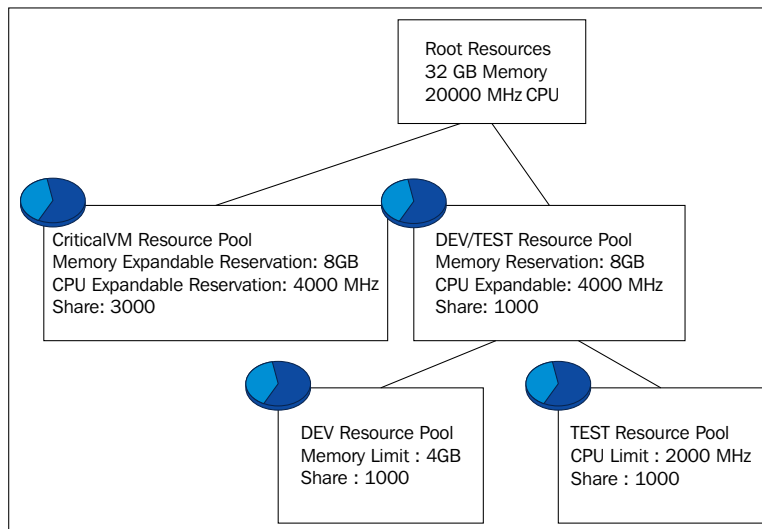 Root Resources
32 GB Memory
20000 MHz CPU
CriticalVM Resource Pool
Memory Expandable Reservation: 8GB
CPU Expandable Reservation: 4000 MHz
Share: 3000
DEV/TEST Resource Pool
Memory Reservation: 8GB
CPU Expandable: 4000 MHz
Share: 1000
DEV Resource Pool
Memory Limit : 4GB
Share : 1000
TEST Resource Pool
CPU Limit : 2000 MHz
Share : 1000